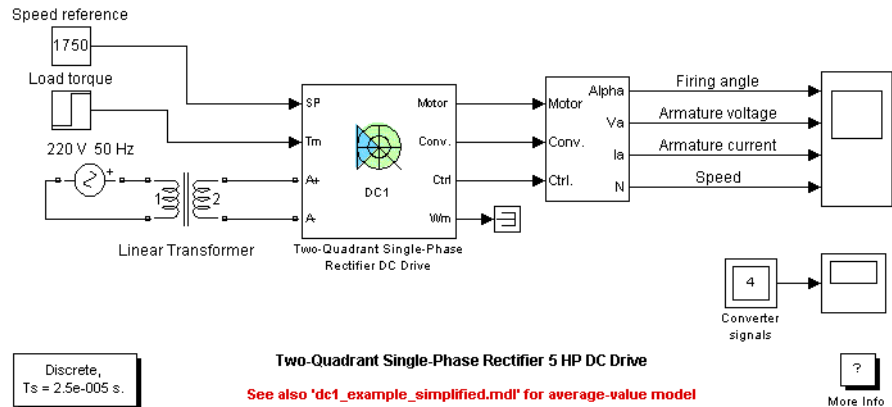 Speed reference
1750
Load torque
220 V 50 Hz
+
1
2
Linear Transformer
SP
Tm
A+
A-
Motor
Conv.
Ctrl
Wm
DC1
Two-Quadrant Single-Phase
Rectifier DC Drive
Motor
Conv.
Ctrl.
Alpha
Va
Ia
N
Firing angle
Armature voltage
Armature current
Speed
4
Converter
signals
Discrete,
Ts = 2.5e-005 s.
Two-Quadrant Single-Phase Rectifier 5 HP DC Drive
See also 'dc1_example_simplified.mdl' for average-value model
?
More Info